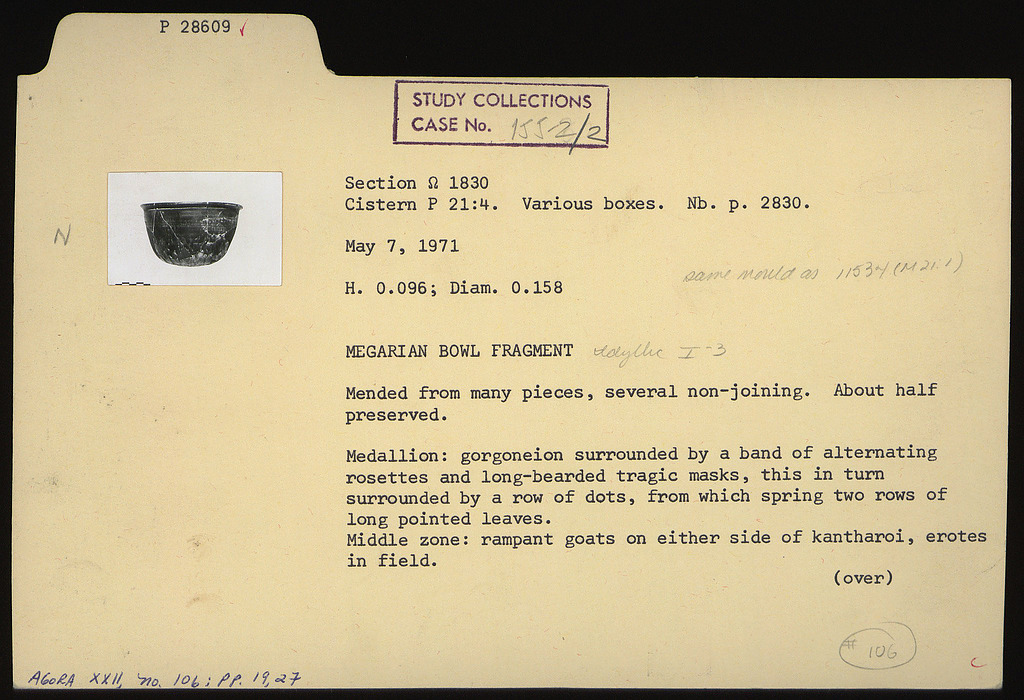 P 28609 ✓
STUDY COLLECTIONS
CASE No. 1552/2
Section Ω 1830
Cistern P 21:4. Various boxes. Nb. p. 2830.
N
May 7, 1971
same mould as 11534 (M21:1)
H. 0.096; Diam. 0.158
MEGARIAN BOWL FRAGMENT Idyllic I-3
Mended from many pieces, several non-joining. About half
preserved.
Medallion: gorgoneion surrounded by a band of alternating
rosettes and long-bearded tragic masks, this in turn
surrounded by a row of dots, from which spring two rows of
long pointed leaves.
Middle zone: rampant goats on either side of kantharoi, erotes
in field.
(over)
# 106
C
AGORA XXII, no. 106; PP. 19, 27